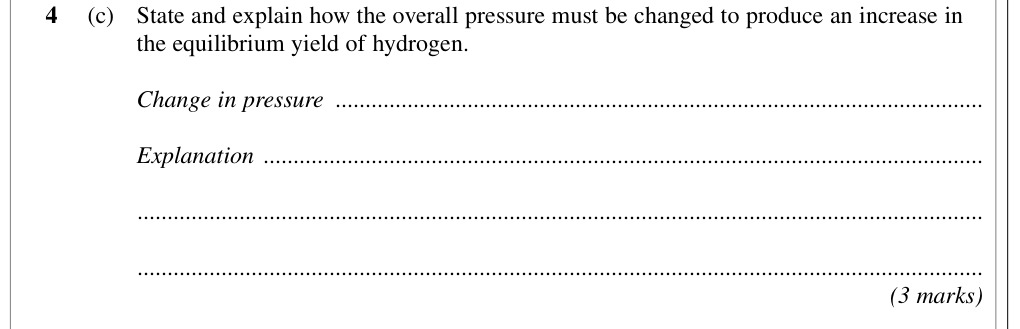 4 (c) State and explain how the overall pressure must be changed to produce an increase in
the equilibrium yield of hydrogen.
Change in pressure ..............................................................................................................
Explanation ..........................................................................................................................
................................................................................................................................................
................................................................................................................................................
(3 marks)